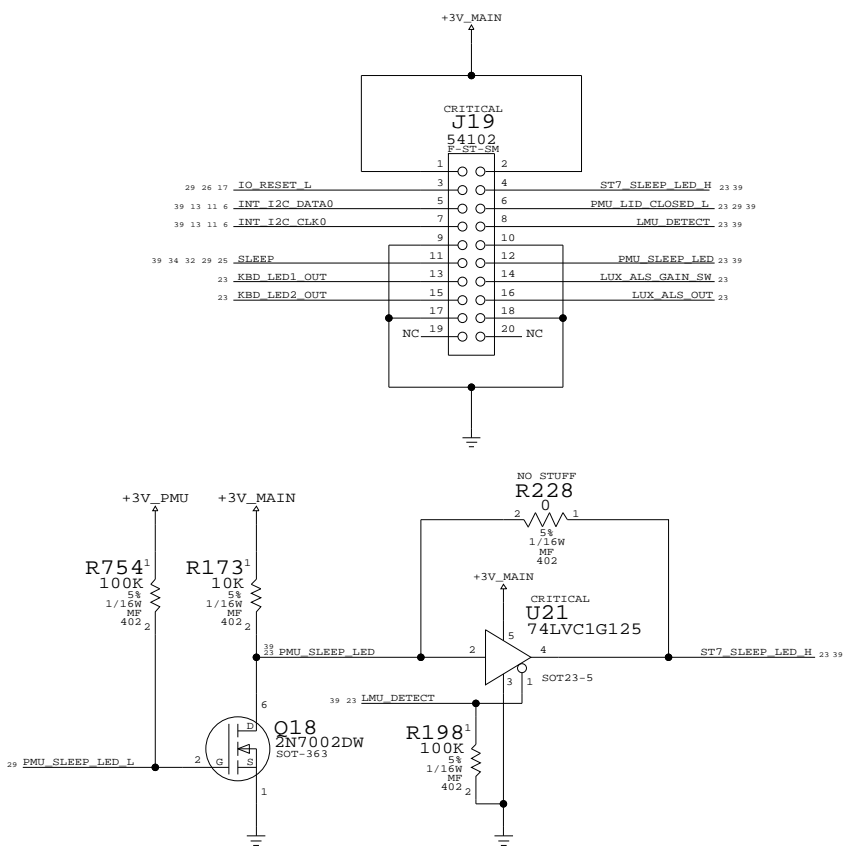 +3V_MAIN
CRITICAL
J19
54102
F-ST-SM
1 2
29 26 17 IO_RESET_L 3 4 ST7_SLEEP_LED_H 23 39
39 13 11 6 INT_I2C_DATA0 5 6 PMU_LID_CLOSED_L 23 29 39
39 13 11 6 INT_I2C_CLK0 7 8 LMU_DETECT 23 39
9 10
39 34 32 29 25 SLEEP 11 12 PMU_SLEEP_LED 23 39
23 KBD_LED1_OUT 13 14 LUX_ALS_GAIN_SW 23
23 KBD_LED2_OUT 15 16 LUX_ALS_OUT 23
17 18
NC 19 20 NC
NO STUFF
R228
0
2 1
5%
1/16W
MF
402
+3V_PMU +3V_MAIN
R754 1
100K
5%
1/16W
MF
402 2
R173 1
10K
5%
1/16W
MF
402 2
+3V_MAIN
CRITICAL
U21
74LVC1G125
5
39
23 PMU_SLEEP_LED 2 4 ST7_SLEEP_LED_H 23 39
3 1 SOT23-5
39 23 LMU_DETECT
6
D
Q18
2N7002DW
SOT-363
29 PMU_SLEEP_LED_L 2 G S
1
R198 1
100K
5%
1/16W
MF
402 2